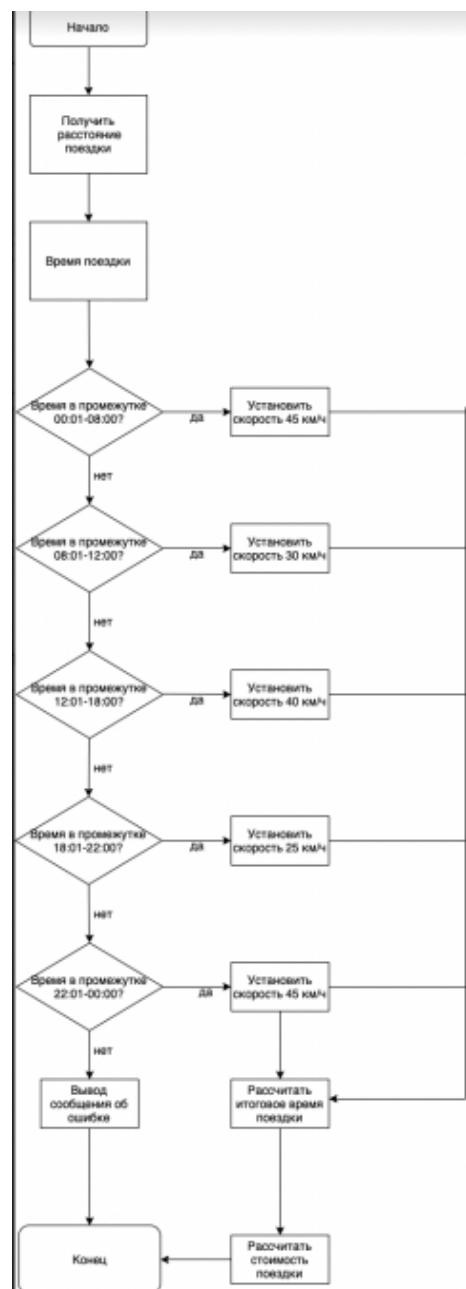 Начало
Получить
расстояние
поездки
Время поездки
Время в промежутке
00:01-08:00?
да
Установить
скорость 45 км/ч
нет
Время в промежутке
08:01-12:00?
да
Установить
скорость 30 км/ч
нет
Время в промежутке
12:01-18:00?
да
Установить
скорость 40 км/ч
нет
Время в промежутке
18:01-22:00?
да
Установить
скорость 25 км/ч
нет
Время в промежутке
22:01-00:00?
да
Установить
скорость 45 км/ч
нет
Вывод
сообщения об
ошибке
Рассчитать
итоговое время
поездки
Конец
Рассчитать
стоимость
поездки